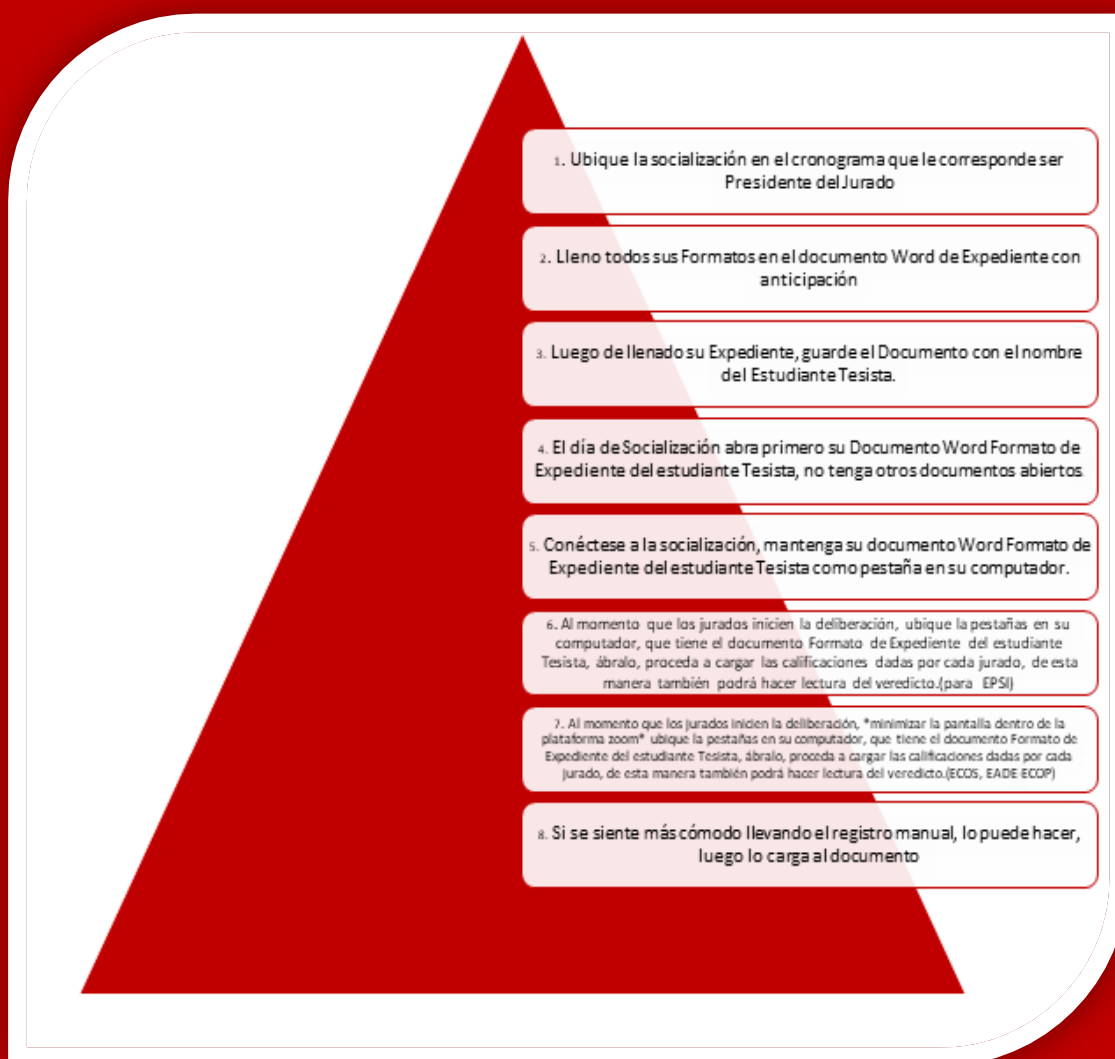 1. Ubique la socialización en el cronograma que le corresponde ser
Presidente del Jurado
2. Lleno todos sus Formatos en el documento Word de Expediente con
anticipación
3. Luego de llenado su Expediente, guarde el Documento con el nombre
del Estudiante Tesista.
4. El día de Socialización abra primero su Documento Word Formato de
Expediente del estudiante Tesista, no tenga otros documentos abiertos
5. Conéctese a la socialización, mantenga su documento Word Formato de
Expediente del estudiante Tesista como pestaña en su computador.
6. Al momento que los jurados inicien la deliberación, ubique la pestañas en su
computador, que tiene el documento Formato de Expediente del estudiante
Tesista, ábralo, proceda a cargar las calificaciones dadas por cada jurado, de esta
manera también podrá hacer lectura del veredicto.(para EPSI)
7. Al momento que los jurados inicien la deliberación, *minimizar la pantalla dentro de la
plataforma zoom* ubique la pestañas en su computador, que tiene el documento Formato de
Expediente del estudiante Tesista, ábralo, proceda a cargar las calificaciones dadas por cada
jurado, de esta manera también podrá hacer lectura del veredicto.(ECOS, EADE-ECOP)
8. Si se siente más cómodo llevando el registro manual, lo puede hacer,
luego lo carga al documento